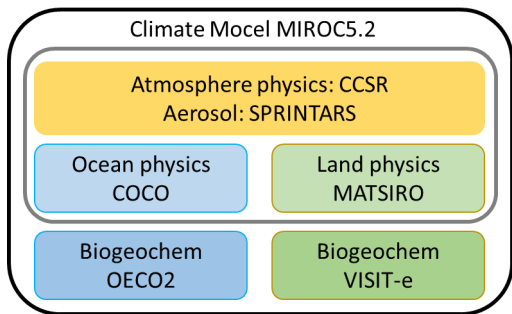 Climate Mocel MIROC5.2
Atmosphere physics: CCSR
Aerosol: SPRINTARS
Ocean physics
COCO
Land physics
MATSIRO
Biogeochem
OECO2
Biogeochem
VISIT-e